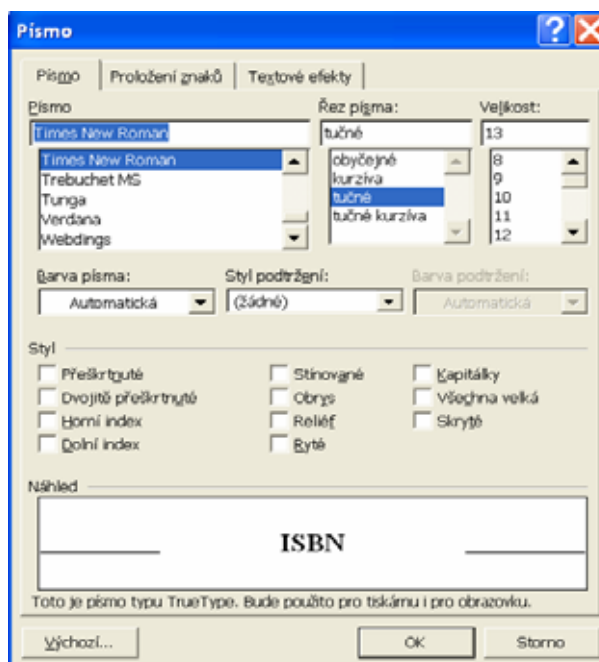 Písmo
Písmo Proložení znaků Textové efekty
Písmo Řez písma: Velikost:
Times New Roman tučné 13
Times New Roman obyčejné 8
Trebuchet MS kurzíva 9
Tunga tučné 10
Verdana tučné kurzíva 11
Webdings 12
Barva písma: Styl podtržení: Barva podtržení:
Automatická (žádné) Automatická
Styl
Přeškrtnuté Stínované Kapitálky
Dvojitě přeškrtnuté Obrys Všechna velká
Horní index Reliéf Skryté
Dolní index Ryté
Náhled
ISBN
Toto je písmo typu TrueType. Bude použito pro tiskárnu i pro obrazovku.
Výchozí... OK Storno